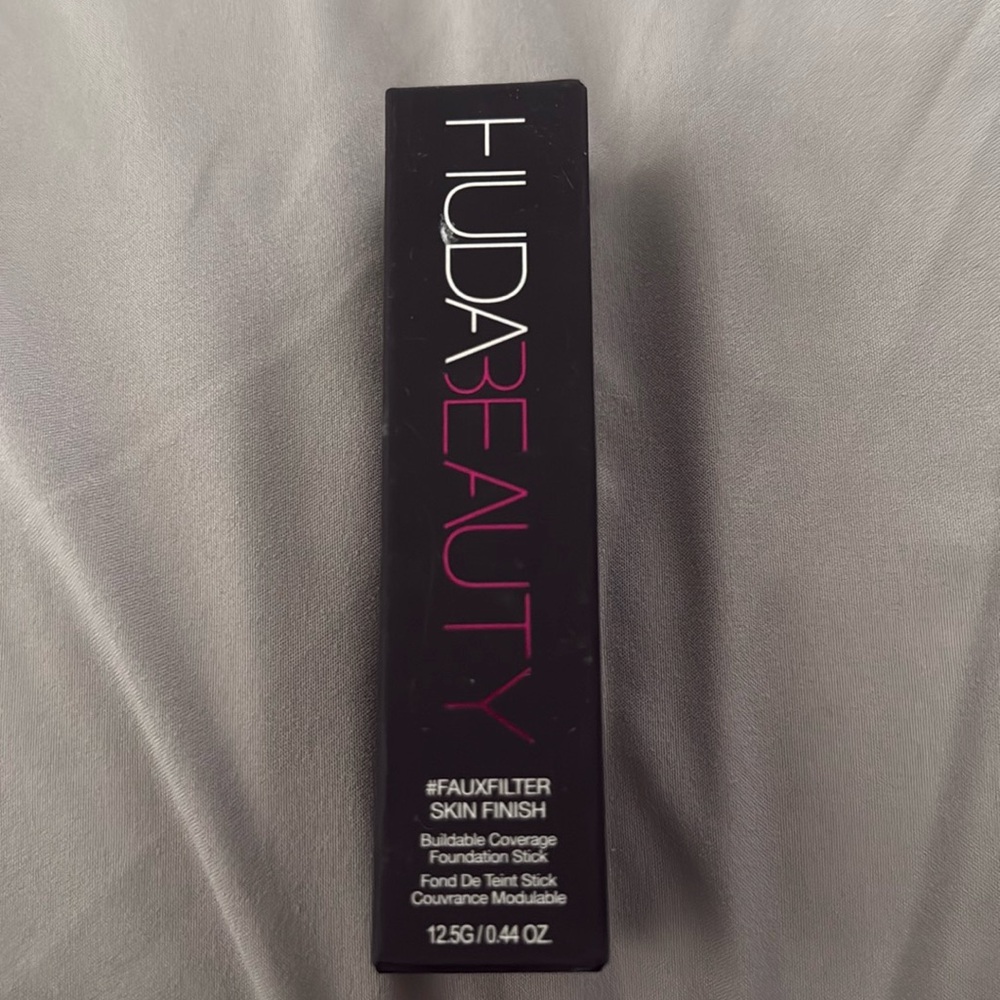 HUDABEAUTY
#FAUXFILTER
SKIN FINISH
Buildable Coverage
Foundation Stick
Fond De Teint Stick
Couvrance Modulable
12.5G / 0.44 OZ.